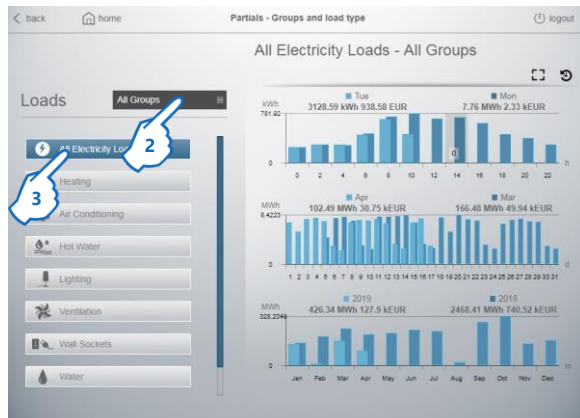 back
home
Partials - Groups and load type
logout
All Electricity Loads - All Groups
Loads
All Groups
2
All Electricity Loa
3
Heating
Air Conditioning
Hot Water
Lighting
Ventilation
Wall Sockets
Water
kWh
781.92
Tue
3128.59 kWh 938.58 EUR
Mon
7.76 MWh 2.33 kEUR
0
0
0 2 4 6 8 10 12 14 16 18 20 22
h
MWh
8.4223
Apr
102.49 MWh 30.75 kEUR
Mar
166.48 MWh 49.94 kEUR
0
1 2 3 4 5 6 7 8 9 10 11 12 13 14 15 16 17 18 19 20 21 22 23 24 25 26 27 28 29 30 31
d
MWh
328.2048
2019
426.34 MWh 127.9 kEUR
2018
2468.41 MWh 740.52 kEUR
0
Jan Feb Mar Apr May Jun Jul Aug Sep Oct Nov Dec
m